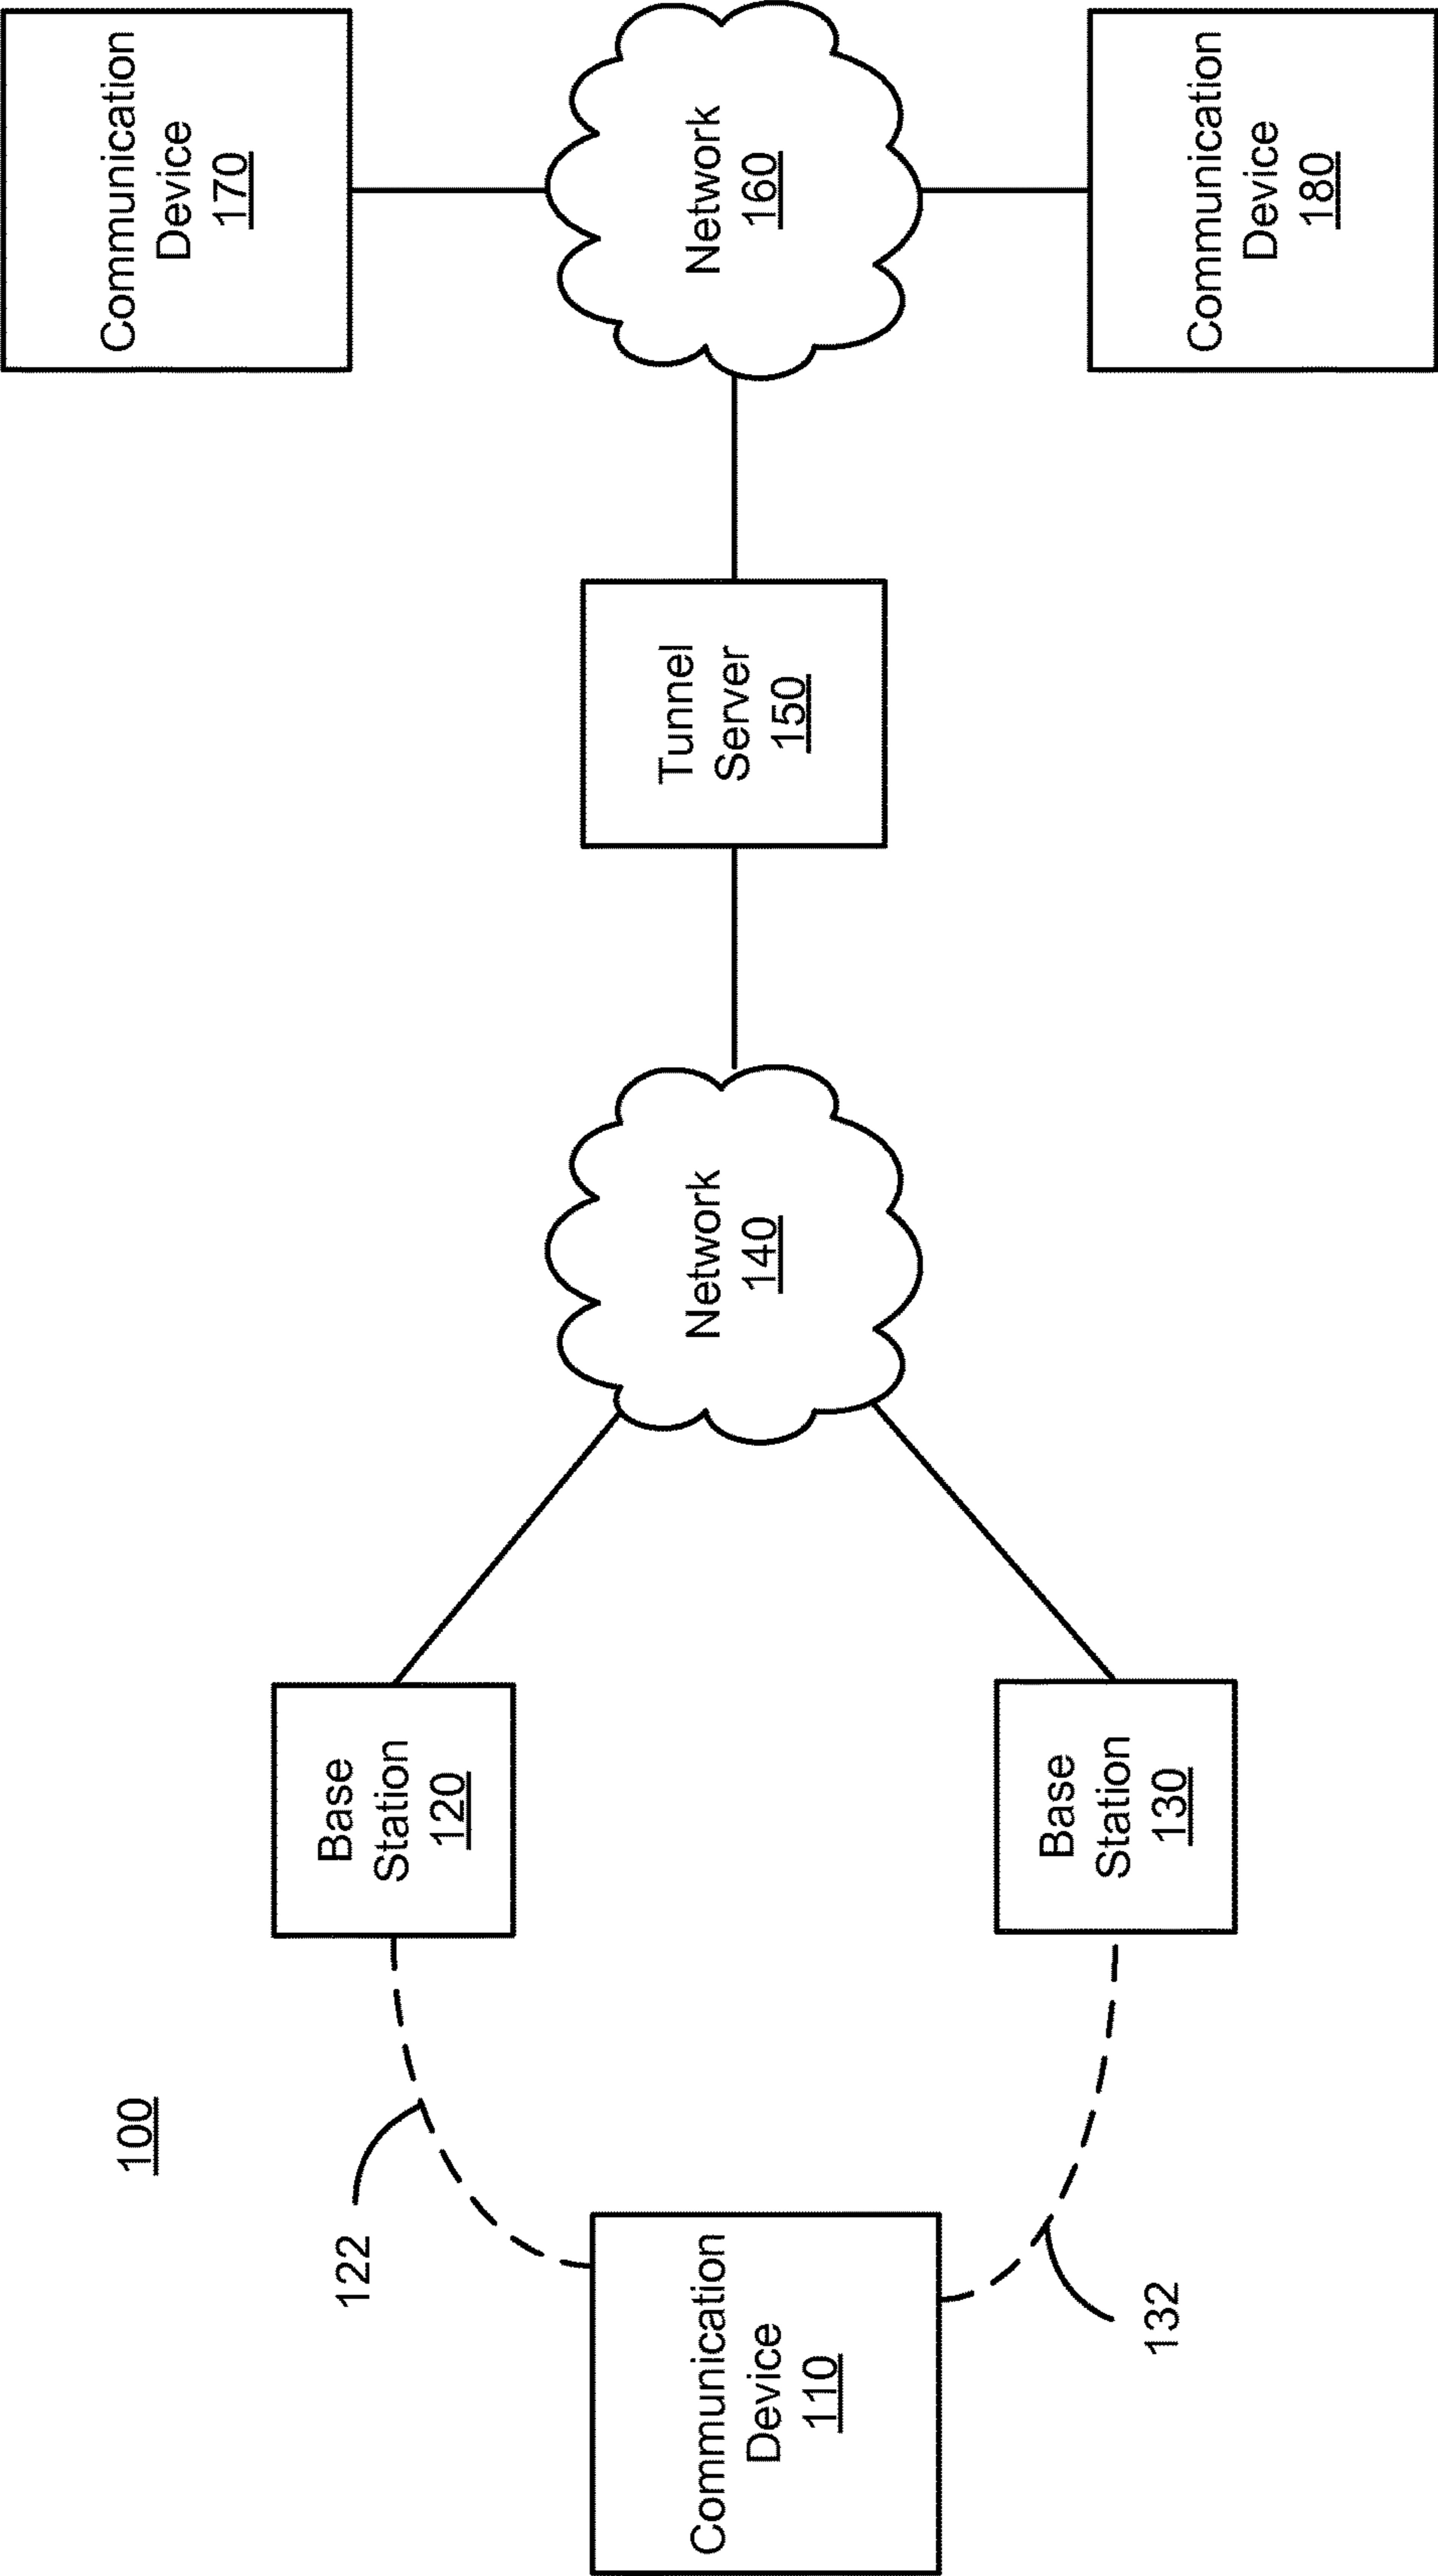 100
Communication
Device
110
122
132
Base
Station
120
Base
Station
130
Network
140
Tunnel
Server
150
Network
160
Communication
Device
170
Communication
Device
180